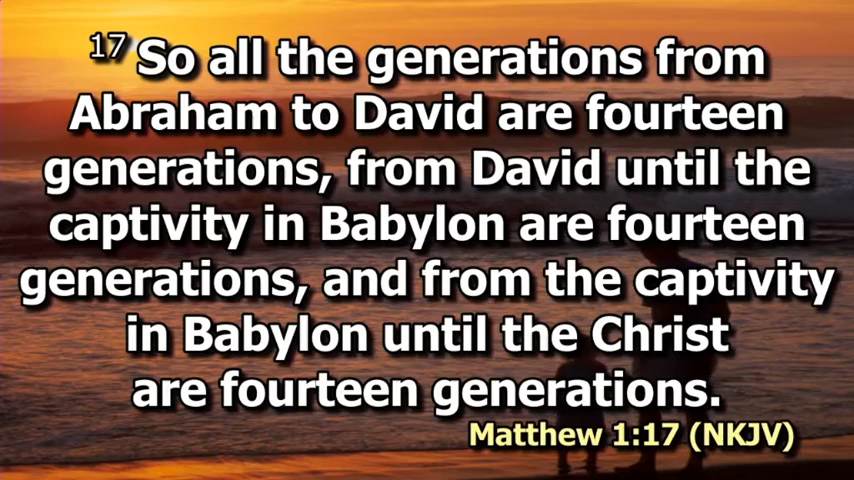 17 So all the generations from
Abraham to David are fourteen
generations, from David until the
captivity in Babylon are fourteen
generations, and from the captivity
in Babylon until the Christ
are fourteen generations.
Matthew 1:17 (NKJV)